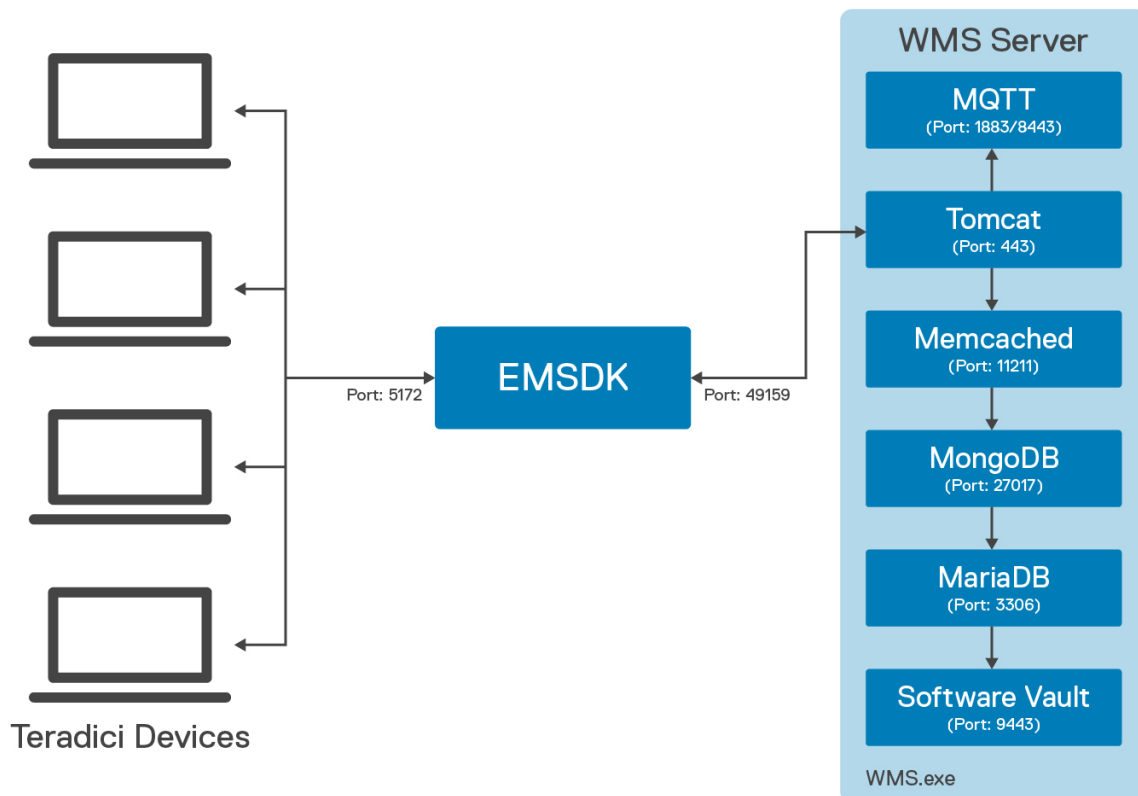 WMS Server
MQTT
(Port: 1883/8443)
Tomcat
(Port: 443)
Memcached
(Port: 11211)
EMSDK
Port: 5172
Port: 49159
MongoDB
(Port: 27017)
MariaDB
(Port: 3306)
Software Vault
(Port: 9443)
Teradici Devices
WMS.exe